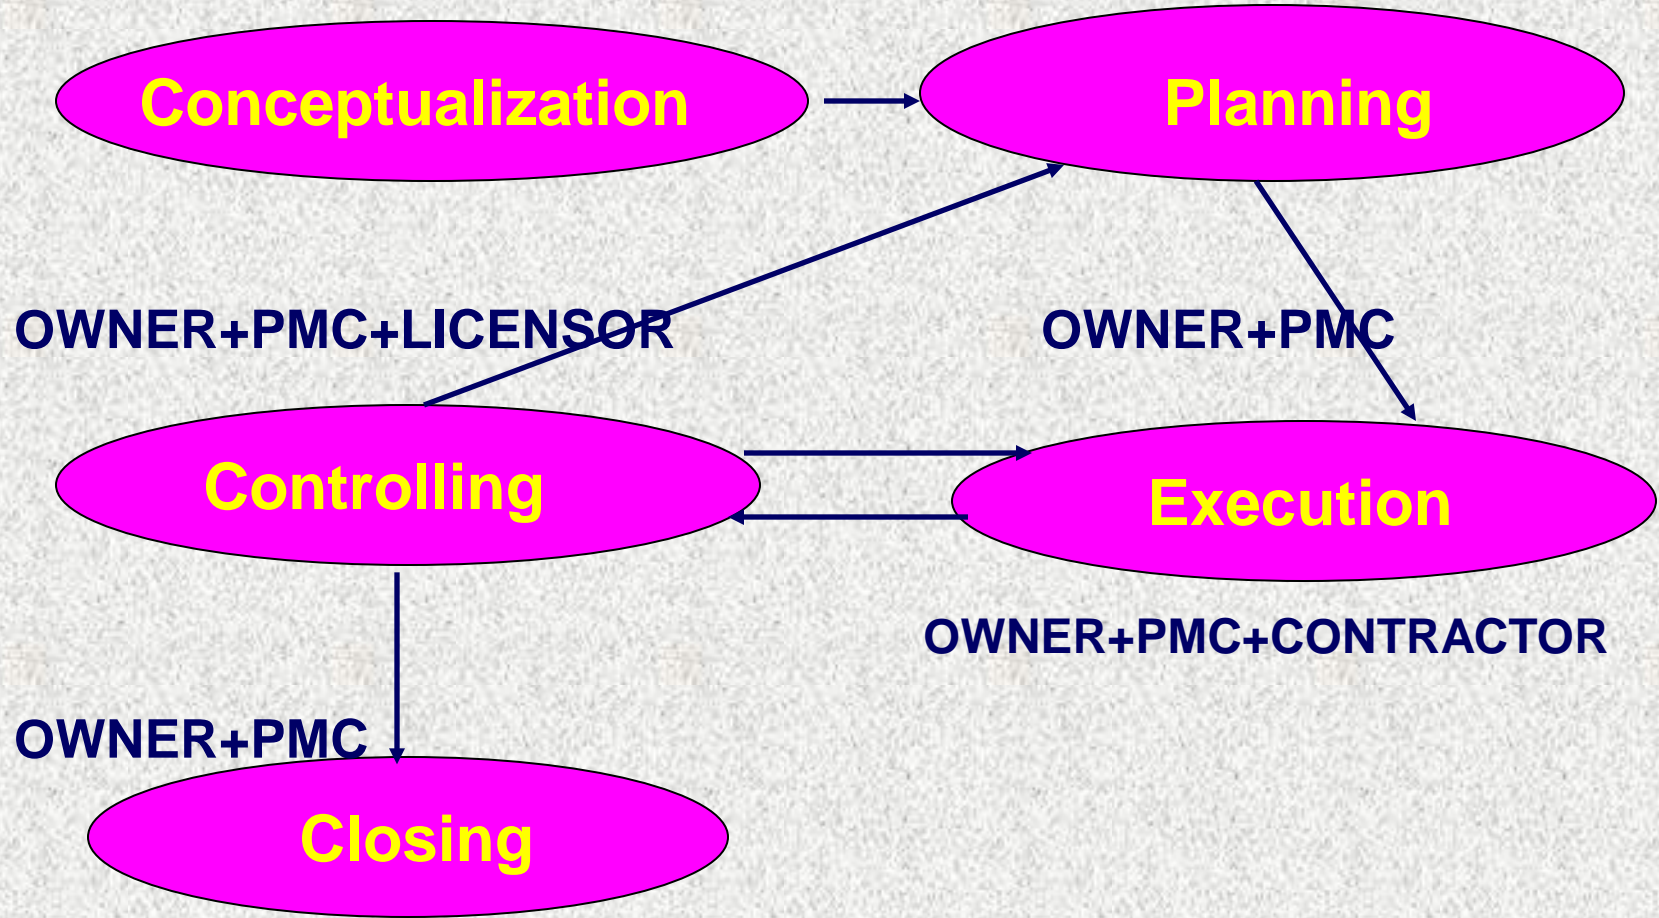 Conceptualization
Planning
OWNER+PMC+LICENSOR
OWNER+PMC
Controlling
Execution
OWNER+PMC+CONTRACTOR
OWNER+PMC
Closing